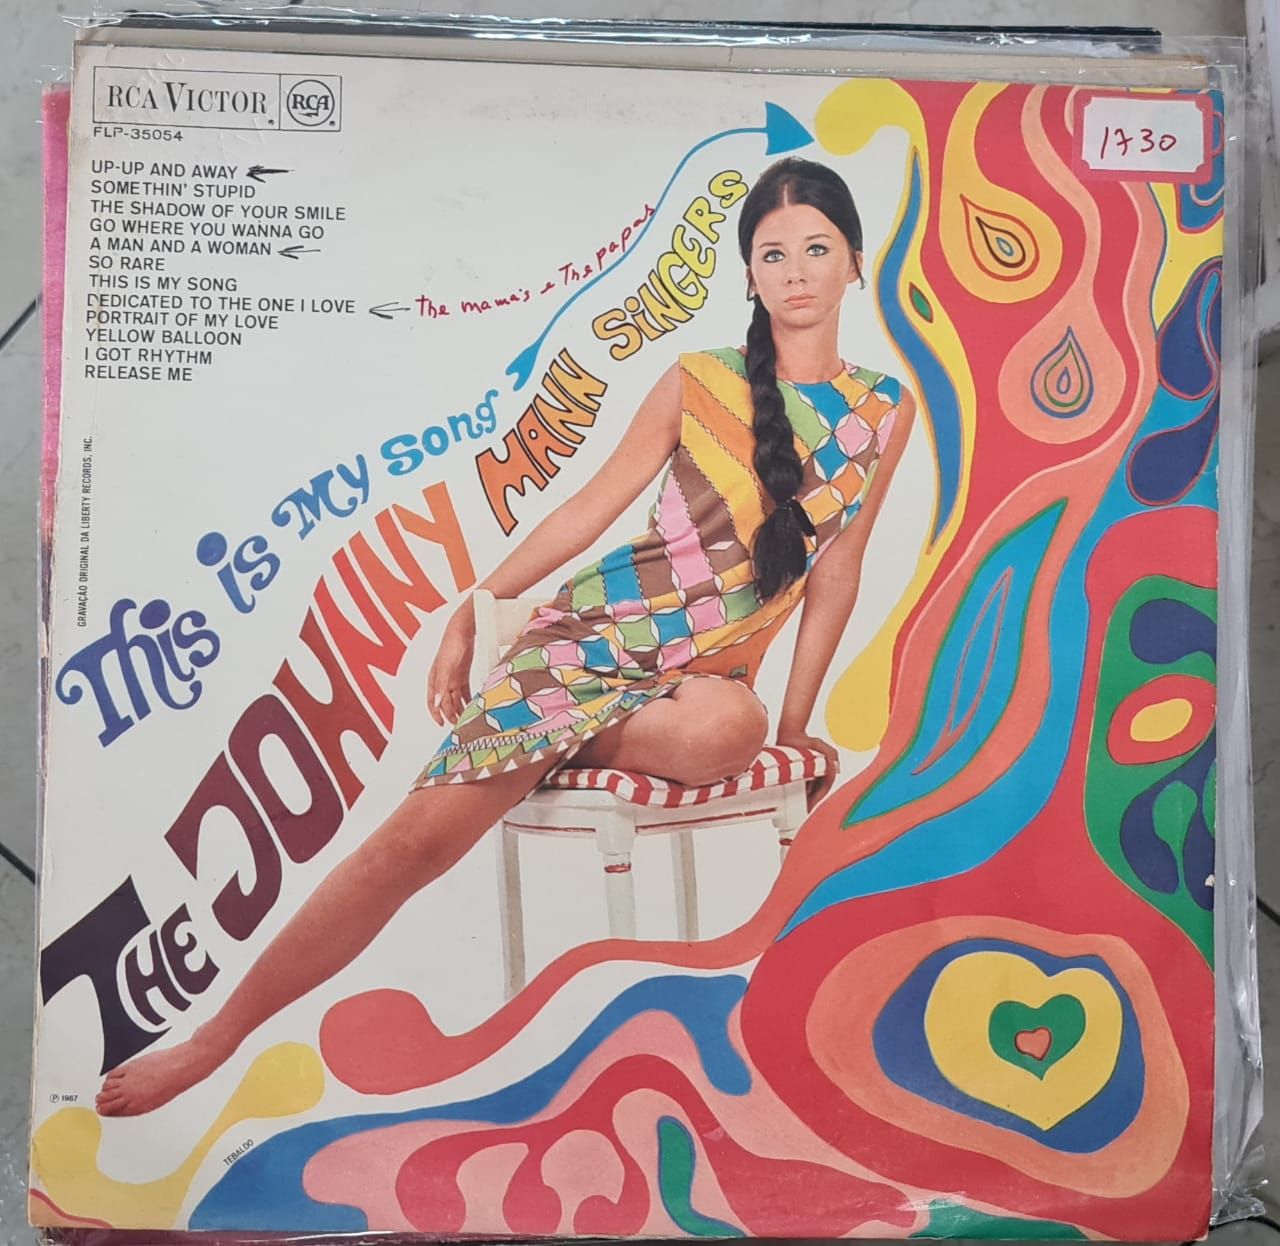 RCA VICTOR RCA
FLP-35054
1730
UP-UP AND AWAY
SOMETHIN' STUPID
THE SHADOW OF YOUR SMILE
GO WHERE YOU WANNA GO
A MAN AND A WOMAN
SO RARE
THIS IS MY SONG
DEDICATED TO THE ONE I LOVE
The mama's e The papas
PORTRAIT OF MY LOVE
YELLOW BALLOON
I GOT RHYTHM
RELEASE ME
GRAVAÇÃO ORIGINAL DA LIBERTY RECORDS, INC.
This is My Song
THE JOHNNY MANN SiNGERS
℗ 1967
TEBALDO